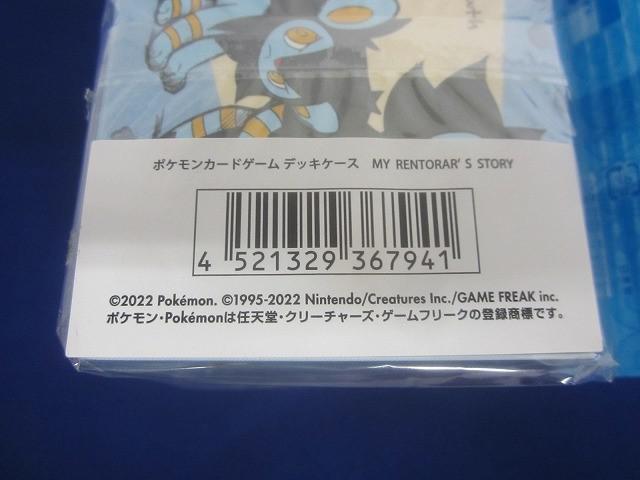 ポケモンカードゲーム デッキケース MY RENTORAR'S STORY
4 521329 367941
©2022 Pokémon. ©1995-2022 Nintendo/Creatures Inc./GAME FREAK inc.
ポケモン・Pokémonは任天堂・クリーチャーズ・ゲームフリークの登録商標です。